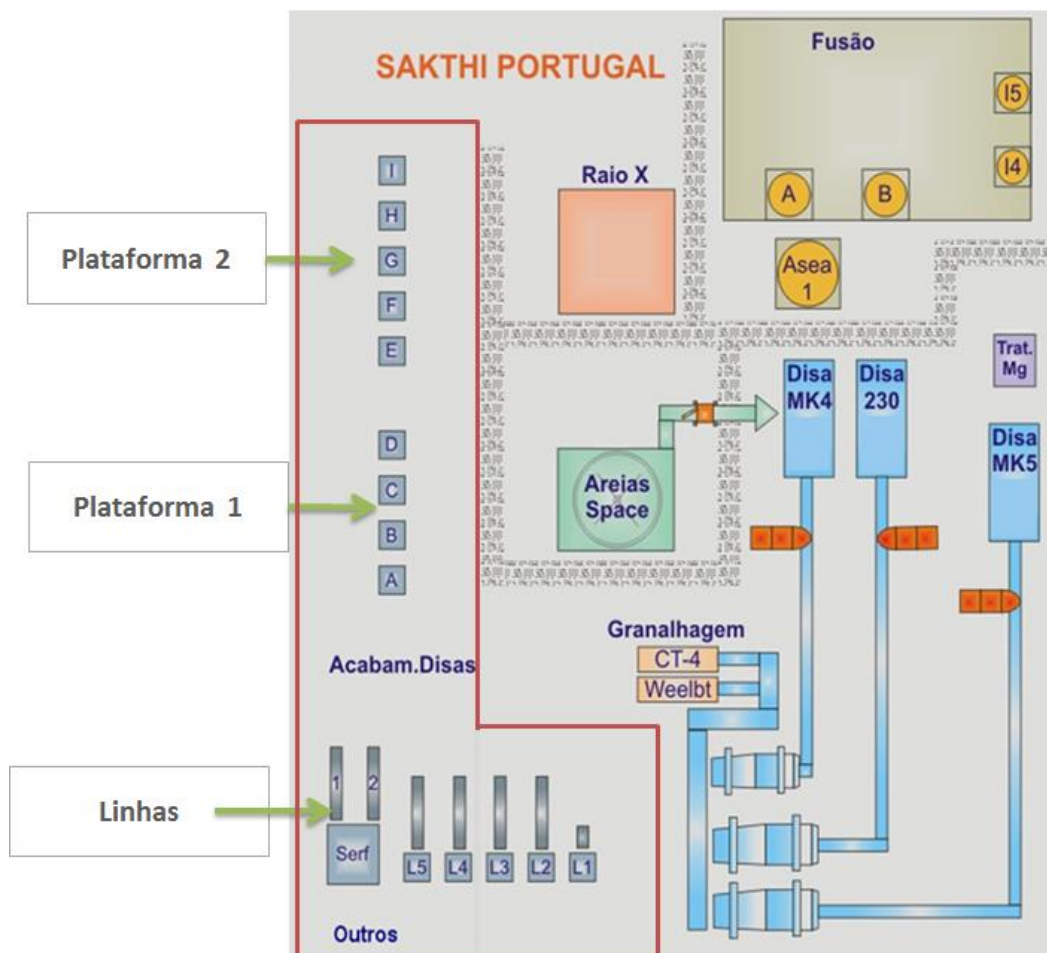 SAKTHI PORTUGAL
Fusão
I5
I4
A
B
Asea
1
Raio X
Plataforma 2
I
H
G
F
E
Plataforma 1
D
C
B
A
Areias
Space
Disa
MK4
Disa
230
Trat.
Mg
Disa
MK5
Granalhagem
CT-4
Weelbt
Acabam.Disas
Linhas
1
2
Serf
L5
L4
L3
L2
L1
Outros